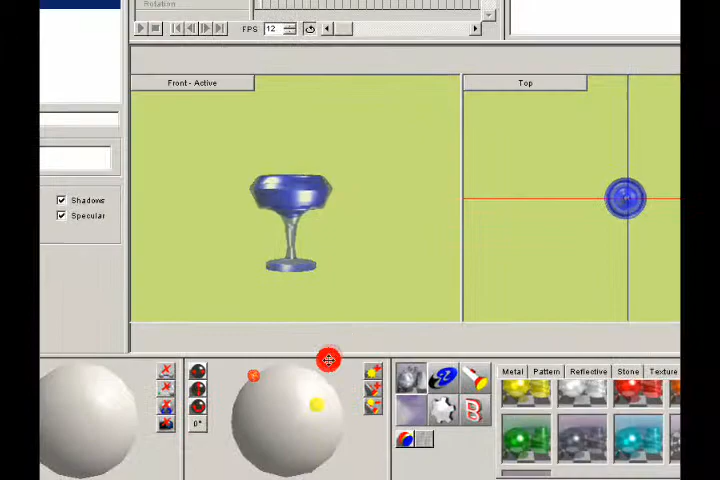 Rotation
FPS 12
Front - Active
Top
Shadows
Specular
0°
B
Metal Pattern Reflective Stone Texture